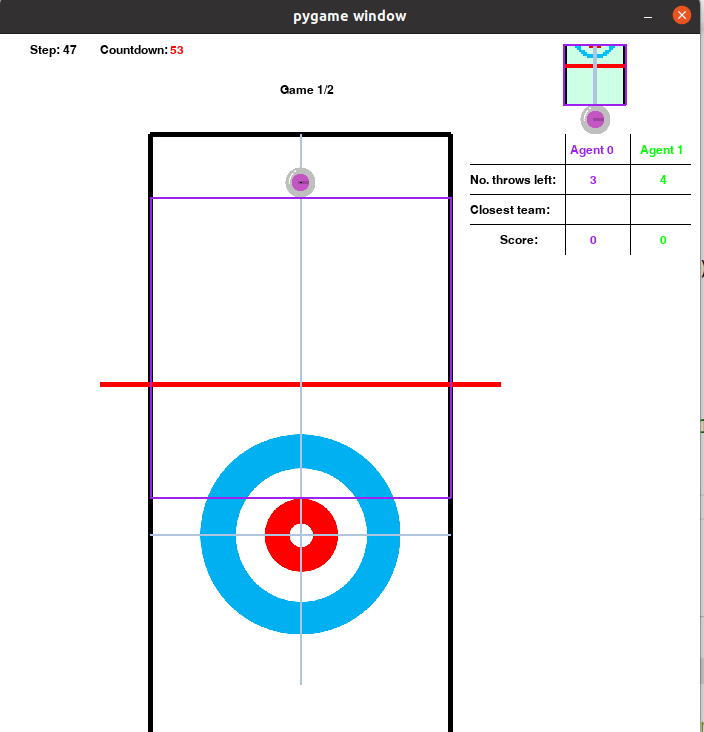 pygame window
Step: 47 Countdown: 53
Game 1/2
Agent 0 Agent 1
No. throws left: 3 4
Closest team:
Score: 0 0